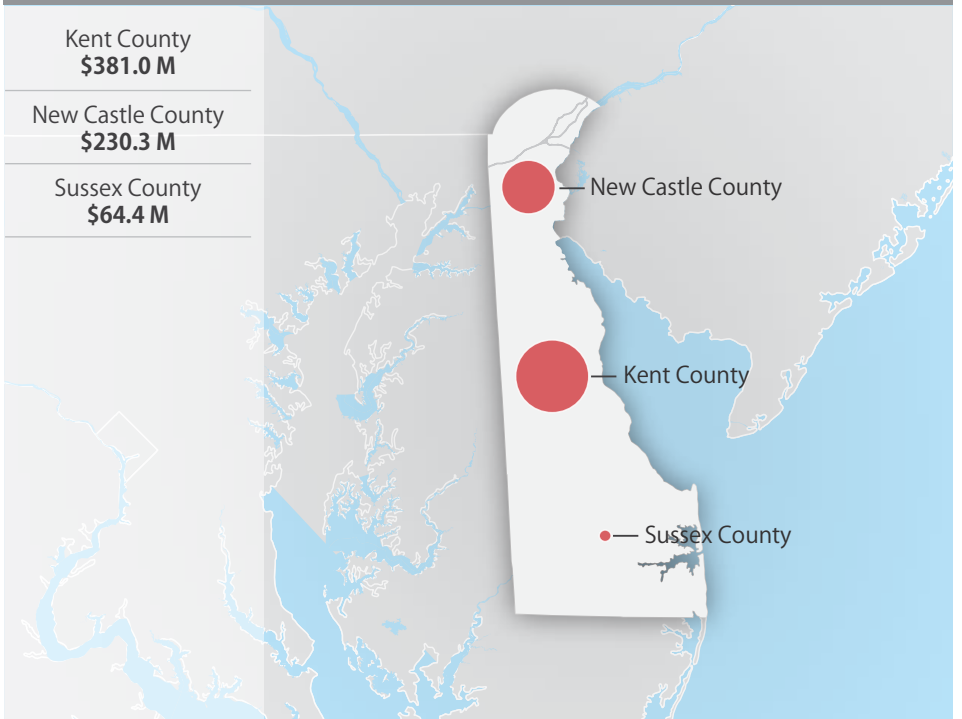 Kent County
$381.0 M
New Castle County
$230.3 M
Sussex County
$64.4 M
New Castle County
Kent County
Sussex County